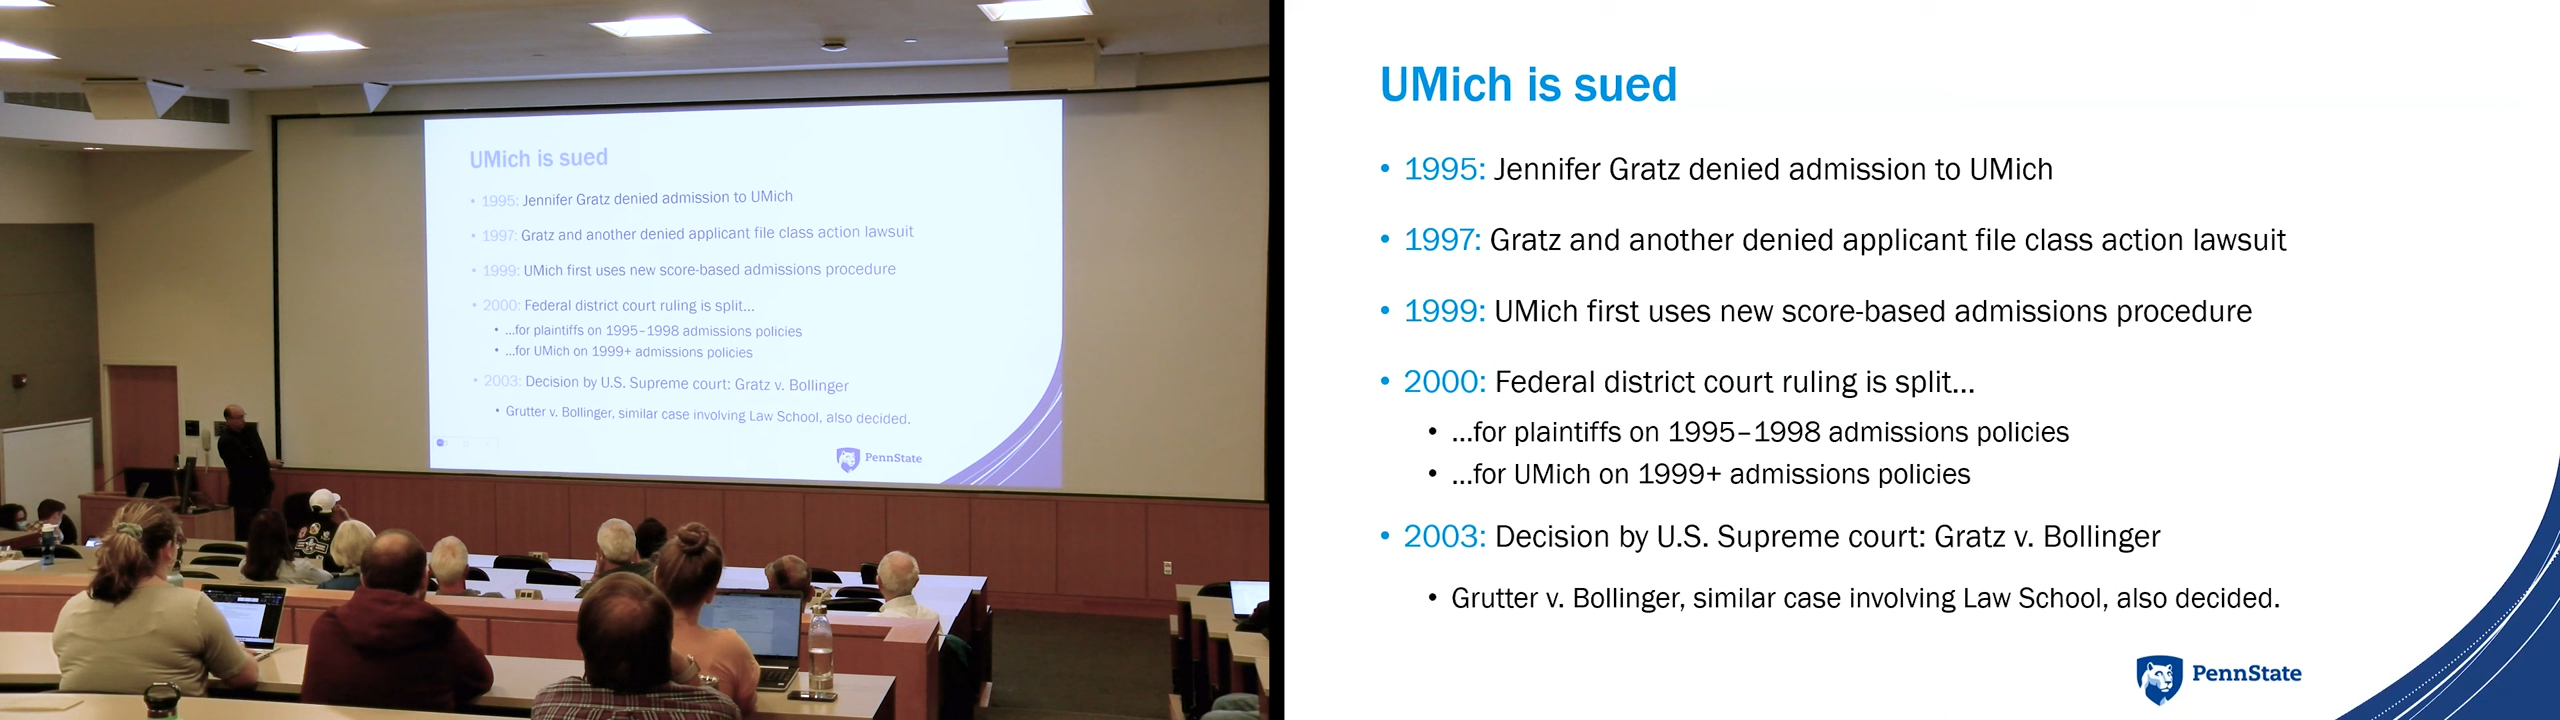 UMich is sued
• 1995: Jennifer Gratz denied admission to UMich
• 1997: Gratz and another denied applicant file class action lawsuit
• 1999: UMich first uses new score-based admissions procedure
• 2000: Federal district court ruling is split...
• ...for plaintiffs on 1995–1998 admissions policies
• ...for UMich on 1999+ admissions policies
• 2003: Decision by U.S. Supreme court: Gratz v. Bollinger
• Grutter v. Bollinger, similar case involving Law School, also decided.
PennState
UMich is sued
• 1995: Jennifer Gratz denied admission to UMich
• 1997: Gratz and another denied applicant file class action lawsuit
• 1999: UMich first uses new score-based admissions procedure
• 2000: Federal district court ruling is split...
• ...for plaintiffs on 1995–1998 admissions policies
• ...for UMich on 1999+ admissions policies
• 2003: Decision by U.S. Supreme court: Gratz v. Bollinger
• Grutter v. Bollinger, similar case involving Law School, also decided.
PennState